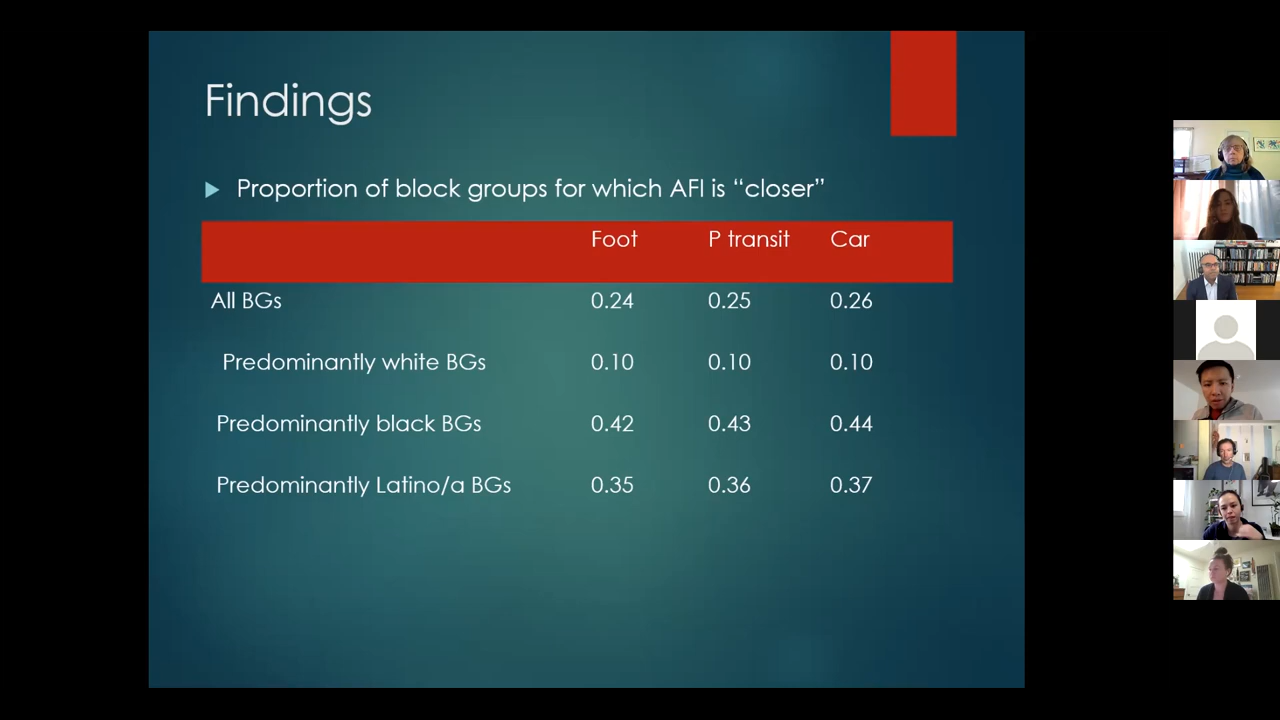 Findings
Proportion of block groups for which AFI is “closer”
Foot P transit Car
All BGs 0.24 0.25 0.26
Predominantly white BGs 0.10 0.10 0.10
Predominantly black BGs 0.42 0.43 0.44
Predominantly Latino/a BGs 0.35 0.36 0.37